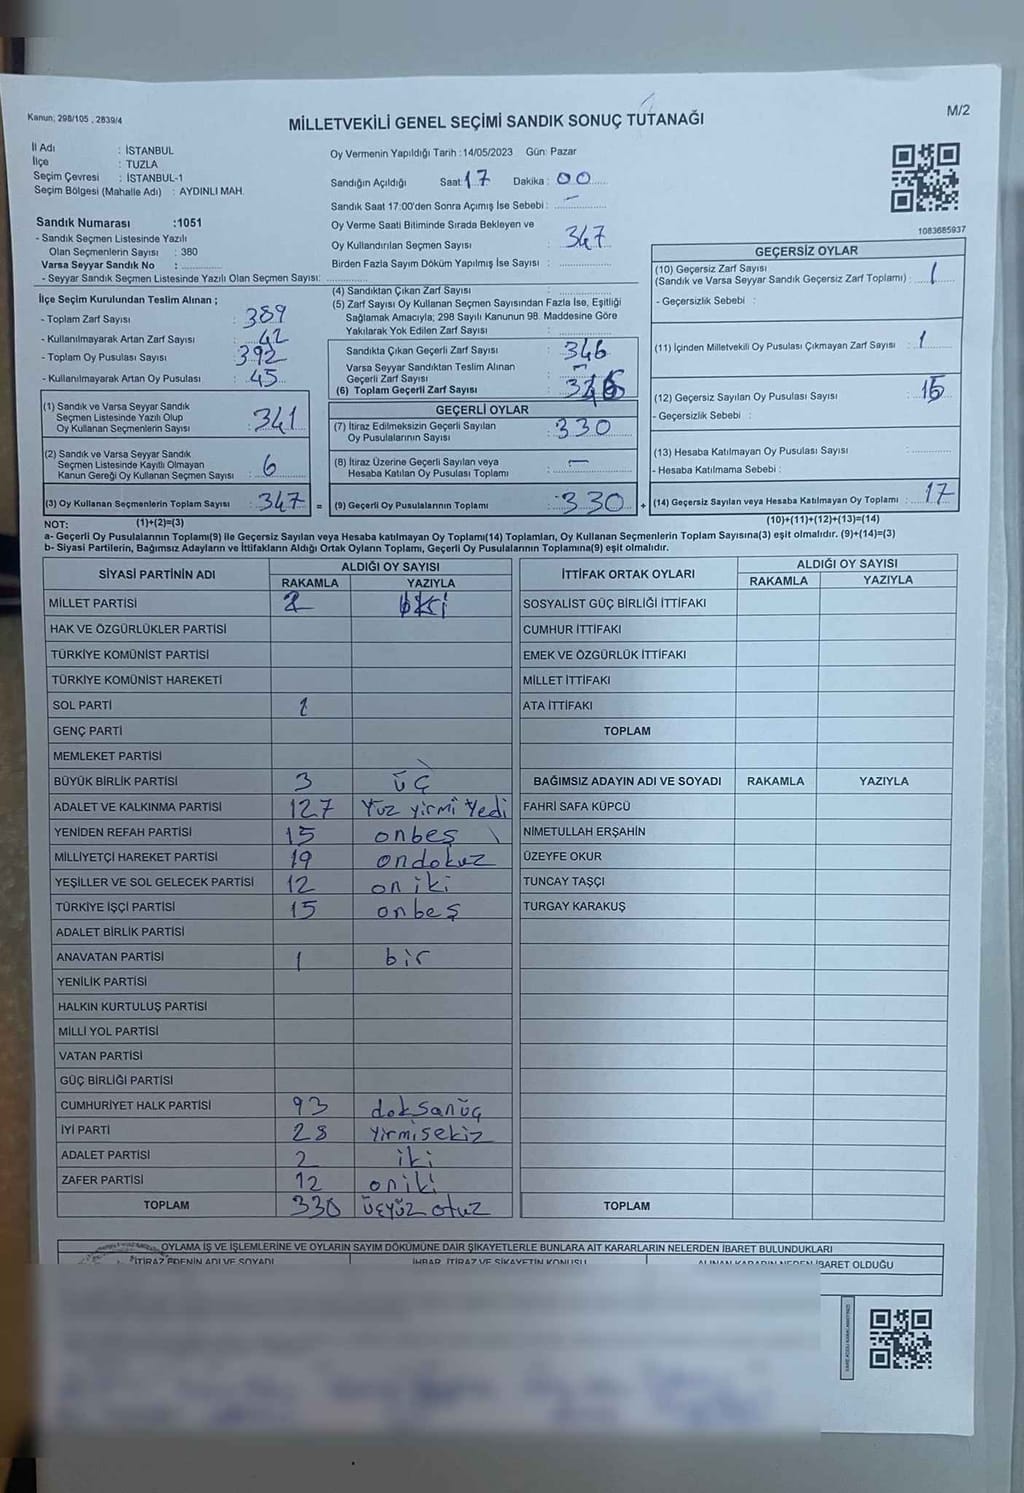 Kanun; 298/105 , 2839/4
M/2
MİLLETVEKİLİ GENEL SEÇİMİ SANDIK SONUÇ TUTANAĞI
İl Adı : İSTANBUL
İlçe : TUZLA
Seçim Çevresi : İSTANBUL-1
Seçim Bölgesi (Mahalle Adı) : AYDINLI MAH.
Oy Vermenin Yapıldığı Tarih : 14/05/2023 Gün: Pazar
Sandığın Açıldığı Saat: 17 Dakika : 00
Sandık Saat 17:00'den Sonra Açılmış İse Sebebi : –
Sandık Numarası :1051
- Sandık Seçmen Listesinde Yazılı
Olan Seçmenlerin Sayısı : 380
Varsa Seyyar Sandık No :
- Seyyar Sandık Seçmen Listesinde Yazılı Olan Seçmen Sayısı:
Oy Verme Saati Bitiminde Sırada Bekleyen ve
Oy Kullandırılan Seçmen Sayısı : 347
Birden Fazla Sayım Döküm Yapılmış İse Sayısı :
1083685937
İlçe Seçim Kurulundan Teslim Alınan ;
- Toplam Zarf Sayısı : 389
- Kullanılmayarak Artan Zarf Sayısı : 42
- Toplam Oy Pusulası Sayısı : 392
- Kullanılmayarak Artan Oy Pusulası : 45
(1) Sandık ve Varsa Seyyar Sandık
Seçmen Listesinde Yazılı Olup
Oy Kullanan Seçmenlerin Sayısı : 341
(2) Sandık ve Varsa Seyyar Sandık
Seçmen Listesinde Kayıtlı Olmayan
Kanun Gereği Oy Kullanan Seçmen Sayısı : 6
(3) Oy Kullanan Seçmenlerin Toplam Sayısı : 347 =
(4) Sandıktan Çıkan Zarf Sayısı :
(5) Zarf Sayısı Oy Kullanan Seçmen Sayısından Fazla İse, Eşitliği
Sağlamak Amacıyla; 298 Sayılı Kanunun 98. Maddesine Göre
Yakılarak Yok Edilen Zarf Sayısı :
Sandıkta Çıkan Geçerli Zarf Sayısı : 346
Varsa Seyyar Sandıktan Teslim Alınan
Geçerli Zarf Sayısı : –
(6) Toplam Geçerli Zarf Sayısı : 346
GEÇERLİ OYLAR
(7) İtiraz Edilmeksizin Geçerli Sayılan
Oy Pusulalarının Sayısı : 330
(8) İtiraz Üzerine Geçerli Sayılan veya
Hesaba Katılan Oy Pusulası Toplamı : –
(9) Geçerli Oy Pusulalarının Toplamı : 330 +
GEÇERSİZ OYLAR
(10) Geçersiz Zarf Sayısı
(Sandık ve Varsa Seyyar Sandık Geçersiz Zarf Toplamı) : 1
- Geçersizlik Sebebi :
(11) İçinden Milletvekili Oy Pusulası Çıkmayan Zarf Sayısı : 1
(12) Geçersiz Sayılan Oy Pusulası Sayısı : 15
- Geçersizlik Sebebi :
(13) Hesaba Katılmayan Oy Pusulası Sayısı :
- Hesaba Katılmama Sebebi :
(14) Geçersiz Sayılan veya Hesaba Katılmayan Oy Toplamı : 17
NOT: (1)+(2)=(3) (10)+(11)+(12)+(13)=(14)
a- Geçerli Oy Pusulalarının Toplamı(9) ile Geçersiz Sayılan veya Hesaba katılmayan Oy Toplamı(14) Toplamları, Oy Kullanan Seçmenlerin Toplam Sayısına(3) eşit olmalıdır. (9)+(14)=(3)
b- Siyasi Partilerin, Bağımsız Adayların ve İttifakların Aldığı Ortak Oyların Toplamı, Geçerli Oy Pusulalarının Toplamına(9) eşit olmalıdır.
SİYASİ PARTİNİN ADI ALDIĞI OY SAYISI
RAKAMLA YAZIYLA
MİLLET PARTİSİ 2 iki
HAK VE ÖZGÜRLÜKLER PARTİSİ
TÜRKİYE KOMÜNİST PARTİSİ
TÜRKİYE KOMÜNİST HAREKETİ
SOL PARTİ 1
GENÇ PARTİ
MEMLEKET PARTİSİ
BÜYÜK BİRLİK PARTİSİ 3 üç
ADALET VE KALKINMA PARTİSİ 127 Yüz yirmi Yedi
YENİDEN REFAH PARTİSİ 15 onbeş
MİLLİYETÇİ HAREKET PARTİSİ 19 ondokuz
YEŞİLLER VE SOL GELECEK PARTİSİ 12 on iki
TÜRKİYE İŞÇİ PARTİSİ 15 onbeş
ADALET BİRLİK PARTİSİ
ANAVATAN PARTİSİ 1 bir
YENİLİK PARTİSİ
HALKIN KURTULUŞ PARTİSİ
MİLLİ YOL PARTİSİ
VATAN PARTİSİ
GÜÇ BİRLİĞİ PARTİSİ
CUMHURİYET HALK PARTİSİ 93 doksanüç
İYİ PARTİ 28 yirmisekiz
ADALET PARTİSİ 2 iki
ZAFER PARTİSİ 12 oniki
TOPLAM 330 üçyüz otuz
İTTİFAK ORTAK OYLARI ALDIĞI OY SAYISI
RAKAMLA YAZIYLA
SOSYALİST GÜÇ BİRLİĞİ İTTİFAKI
CUMHUR İTTİFAKI
EMEK VE ÖZGÜRLÜK İTTİFAKI
MİLLET İTTİFAKI
ATA İTTİFAKI
TOPLAM
BAĞIMSIZ ADAYIN ADI VE SOYADI RAKAMLA YAZIYLA
FAHRİ SAFA KÜPCÜ
NİMETULLAH ERŞAHİN
ÜZEYFE OKUR
TUNCAY TAŞÇI
TURGAY KARAKUŞ
TOPLAM
OYLAMA İŞ VE İŞLEMLERİNE VE OYLARIN SAYIM DÖKÜMÜNE DAİR ŞİKAYETLERLE BUNLARA AİT KARARLARIN NELERDEN İBARET BULUNDUKLARI
İTİRAZ EDENİN ADI VE SOYADI İHBAR, İTİRAZ VE ŞİKAYETİN KONUSU ALINAN KARARIN NEDEN İBARET OLDUĞU